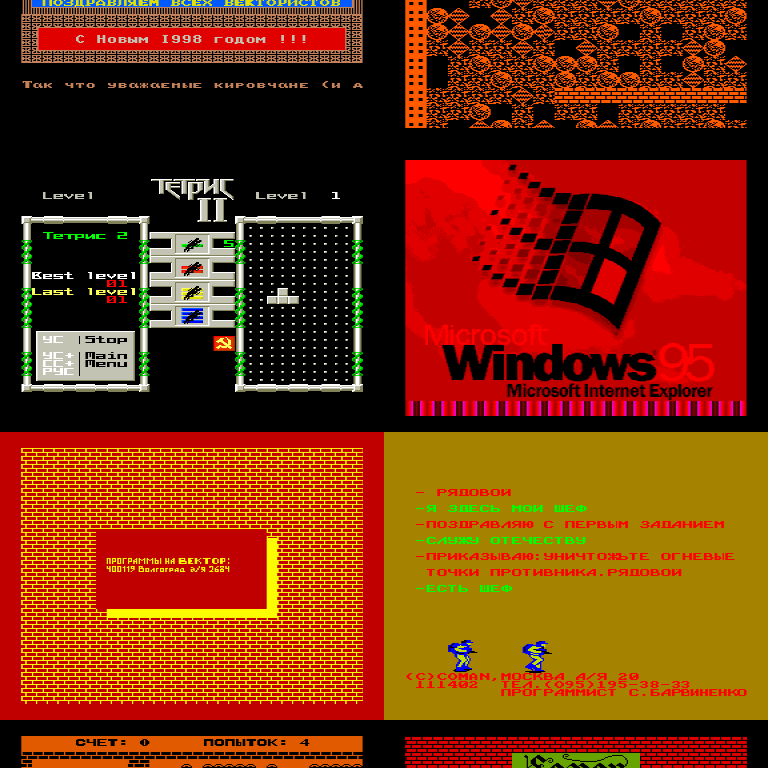 ПОЗДРАВЛЯЕМ ВСЕХ ВЕКТОРИСТОВ
С Новым I998 годом !!!
Так что уважаемые кировчане (и А
ТЕТРИС
II
Level
Level 1
Тетрис 2
5
Best level
01
Last level
01
УС Stop
УС+ Main
СС+ Menu
РУС
Microsoft
Windows 95
Microsoft Internet Explorer
ПРОГРАММЫ НА ВЕКТОР:
400119 Волгоград а/Я 2684
- РЯДОВОЙ
-Я ЗДЕСЬ МОЙ ШЕФ
-ПОЗДРАВЛЯЮ С ПЕРВЫМ ЗАДАНИЕМ
-СЛУЖУ ОТЕЧЕСТВУ
-ПРИКАЗЫВАЮ:УНИЧТОЖЬТЕ ОГНЕВЫЕ
ТОЧКИ ПРОТИВНИКА.РЯДОВОЙ
-ЕСТЬ ШЕФ
(C)COMAN,МОСКВА А/Я 20
111402 ТЕЛ.(095)195-38-33
ПРОГРАММИСТ С.БАРВИНЕНКО
СЧЕТ: 0 ПОПЫТОК: 4